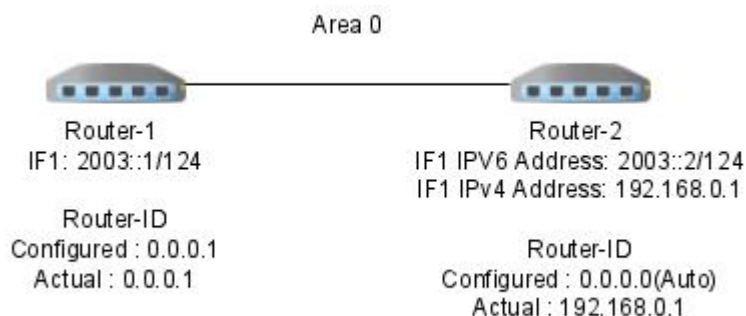 Area 0
Router-1
IF1: 2003::1/124
Router-ID
Configured : 0.0.0.1
Actual : 0.0.0.1
Router-2
IF1 IPV6 Address: 2003::2/124
IF1 IPv4 Address: 192.168.0.1
Router-ID
Configured : 0.0.0.0(Auto)
Actual : 192.168.0.1